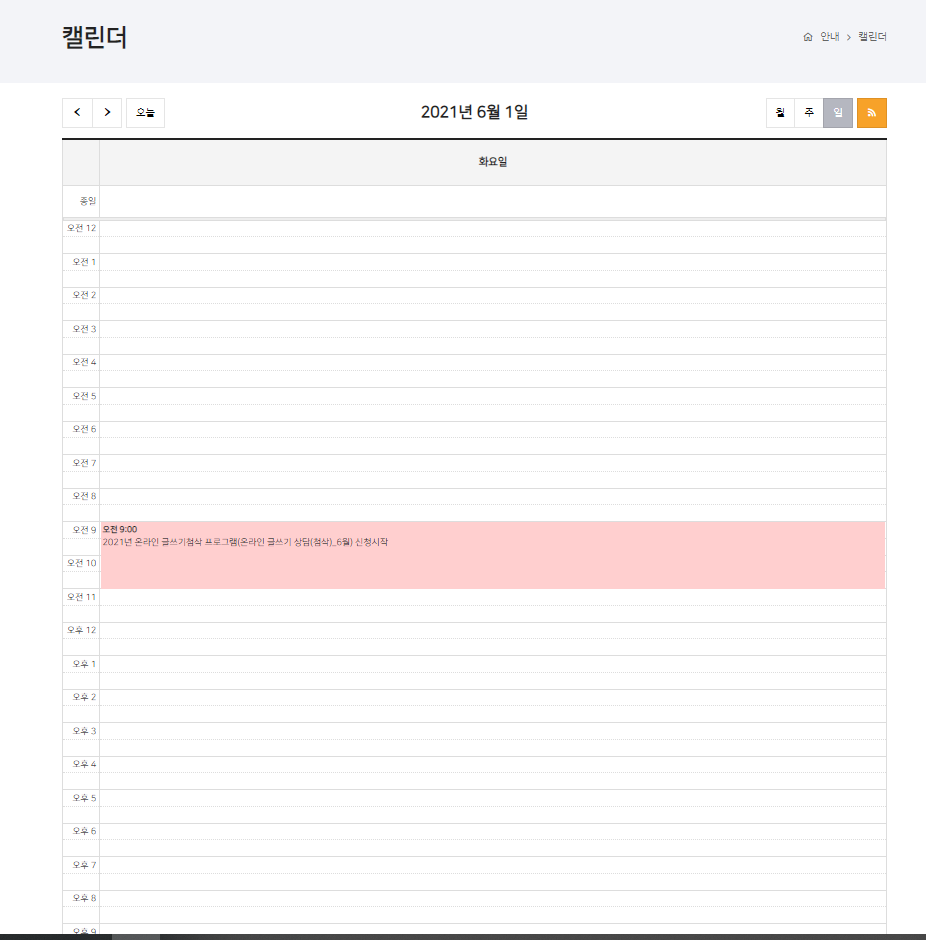 캘린더
안내 > 캘린더
오늘
2021년 6월 1일
월 주 일
화요일
종일
오전 12
오전 1
오전 2
오전 3
오전 4
오전 5
오전 6
오전 7
오전 8
오전 9
오전 9:00
2021년 온라인 글쓰기첨삭 프로그램(온라인 글쓰기 상담(첨삭)_6월) 신청시작
오전 10
오전 11
오후 12
오후 1
오후 2
오후 3
오후 4
오후 5
오후 6
오후 7
오후 8
오후 9